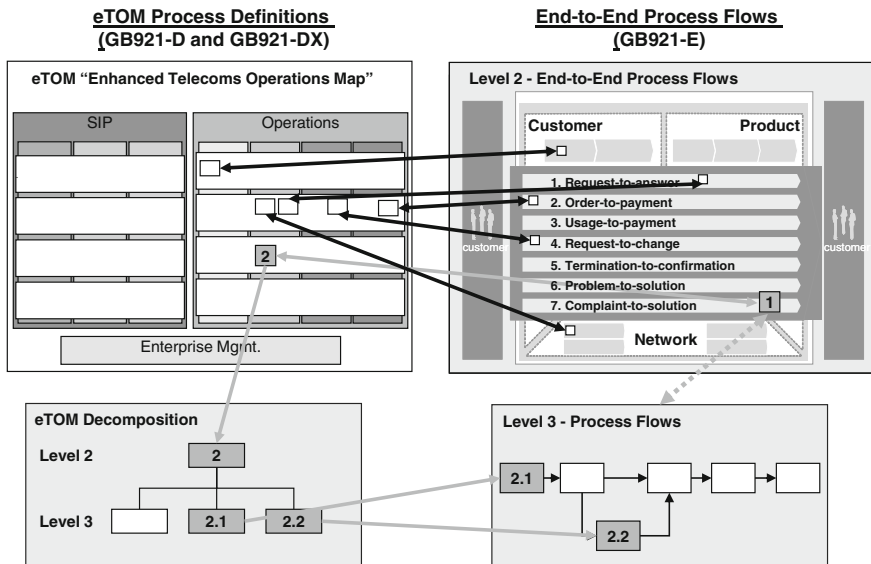 eTOM Process Definitions
(GB921-D and GB921-DX)
End-to-End Process Flows
(GB921-E)
eTOM “Enhanced Telecoms Operations Map”
SIP
Operations
2
Enterprise Mgmt.
Level 2 - End-to-End Process Flows
Customer
Product
1. Request-to-answer
2. Order-to-payment
3. Usage-to-payment
4. Request-to-change
5. Termination-to-confirmation
6. Problem-to-solution
7. Complaint-to-solution
1
customer
customer
Network
eTOM Decomposition
Level 2
2
Level 3
2.1
2.2
Level 3 - Process Flows
2.1
2.2